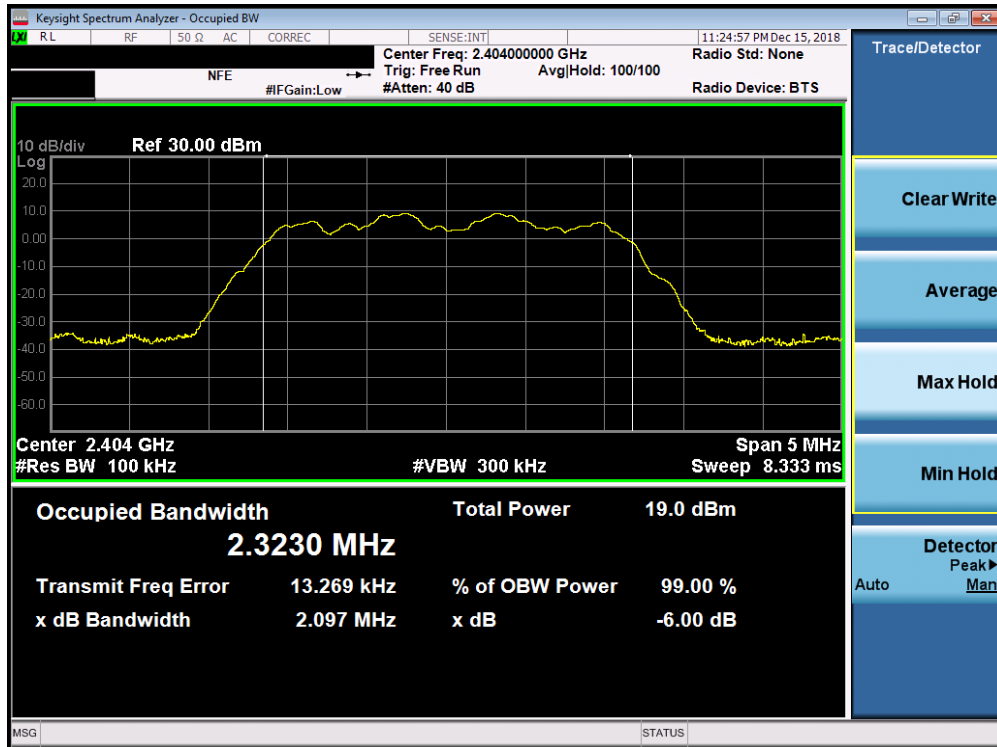 Keysight Spectrum Analyzer - Occupied BW
LXI RL RF 50 Ω AC CORREC SENSE:INT 11:24:57 PM Dec 15, 2018
NFE
#IFGain:Low
Center Freq: 2.404000000 GHz
Trig: Free Run Avg|Hold: 100/100
#Atten: 40 dB
Radio Std: None
Radio Device: BTS
10 dB/div Ref 30.00 dBm
Log
20.0
10.0
0.00
-10.0
-20.0
-30.0
-40.0
-50.0
-60.0
Center 2.404 GHz Span 5 MHz
#Res BW 100 kHz #VBW 300 kHz Sweep 8.333 ms
Occupied Bandwidth Total Power 19.0 dBm
2.3230 MHz
Transmit Freq Error 13.269 kHz % of OBW Power 99.00 %
x dB Bandwidth 2.097 MHz x dB -6.00 dB
MSG STATUS
Trace/Detector
Clear Write
Average
Max Hold
Min Hold
Detector
Peak▶
Auto Man